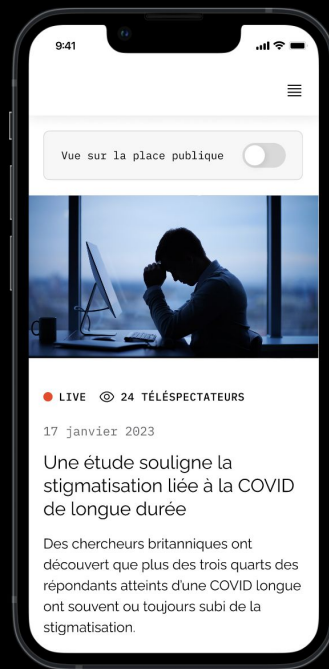 9:41
Vue sur la place publique
LIVE 24 TÉLÉSPECTATEURS
17 janvier 2023
Une étude souligne la
stigmatisation liée à la COVID
de longue durée
Des chercheurs britanniques ont
découvert que plus des trois quarts des
répondants atteints d'une COVID longue
ont souvent ou toujours subi de la
stigmatisation.